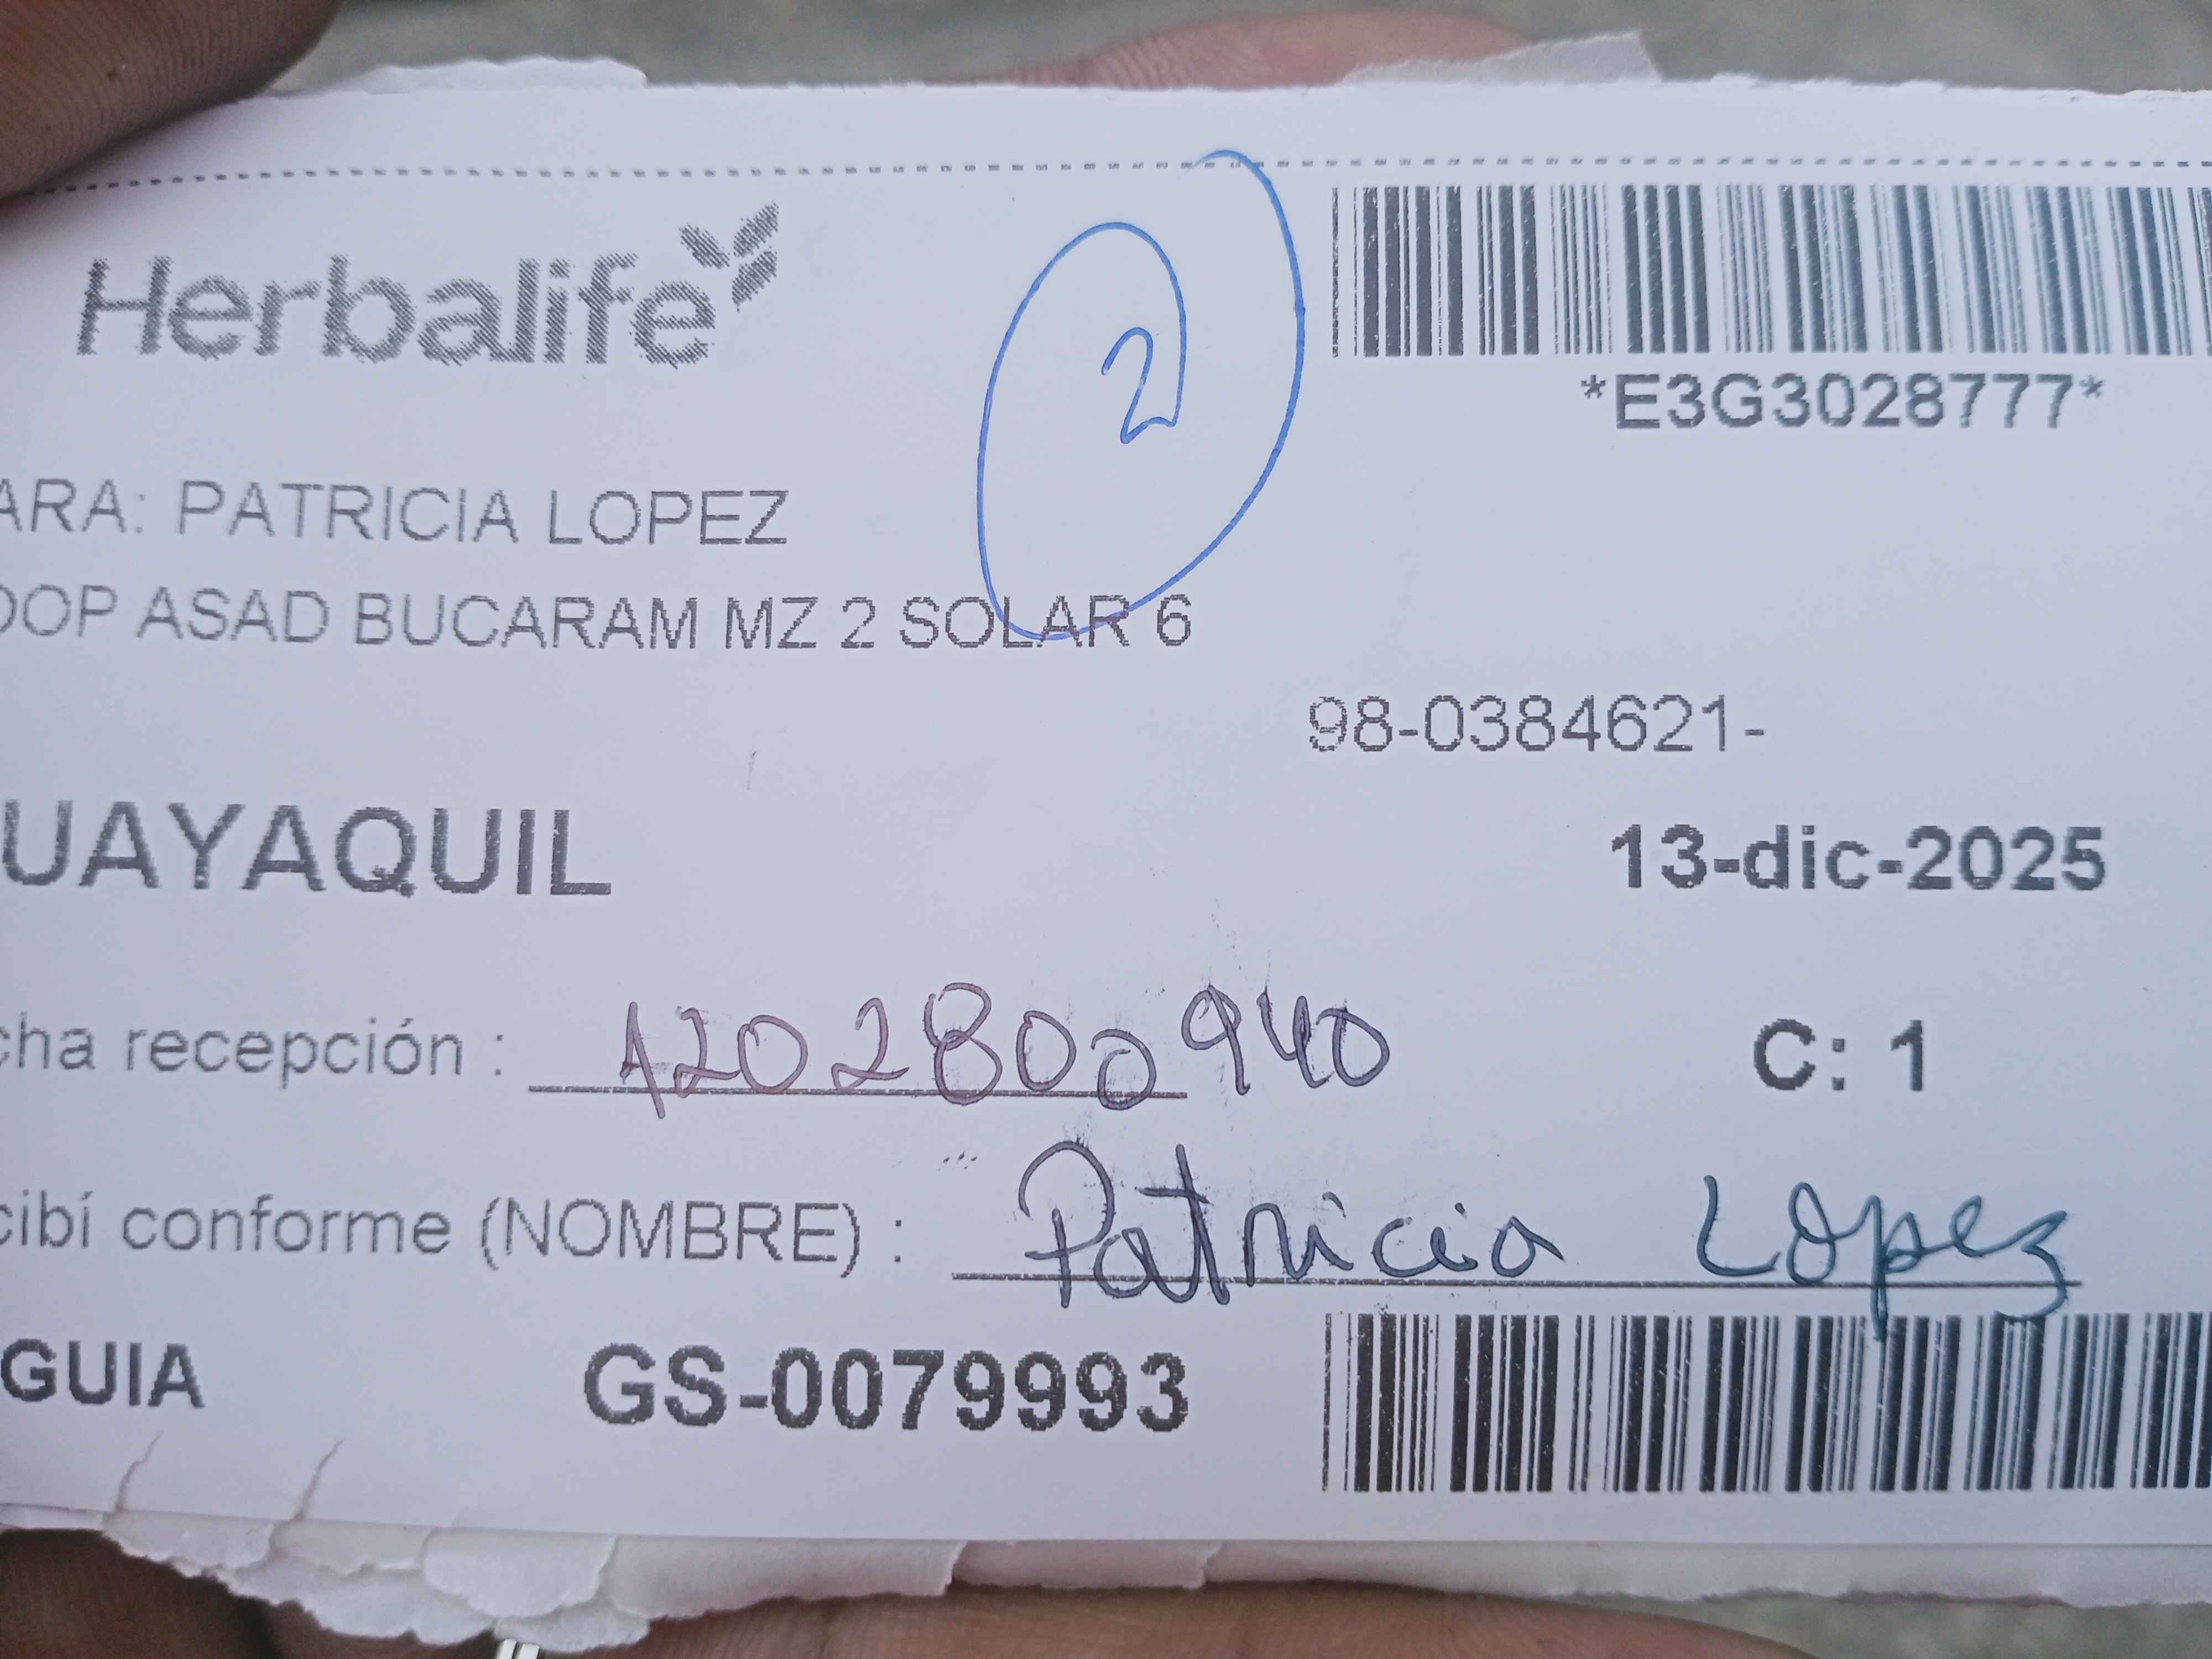 Herbalife
2
*E3G3028777*
ARA: PATRICIA LOPEZ
OOP ASAD BUCARAM MZ 2 SOLAR 6
98-0384621-
UAYAQUIL
13-dic-2025
cha recepción : 1202800940
C: 1
cibí conforme (NOMBRE) : Patricia Lopez
GUIA GS-0079993